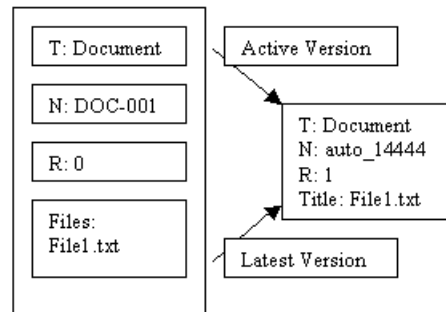 T: Document
N: DOC-001
R: 0
Files:
File1.txt
Active Version
T: Document
N: auto_14444
R: 1
Title: File1.txt
Latest Version